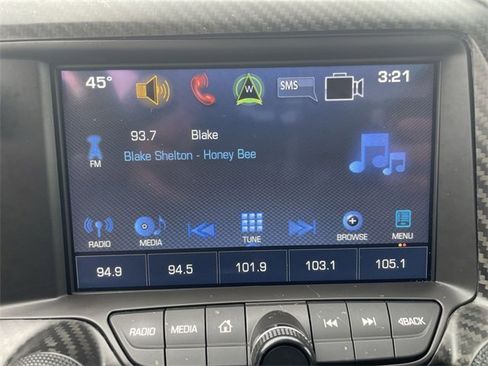 45° W SMS 3:21
93.7 Blake
FM Blake Shelton - Honey Bee
RADIO MEDIA TUNE BROWSE MENU
94.9 94.5 101.9 103.1 105.1
RADIO MEDIA BACK